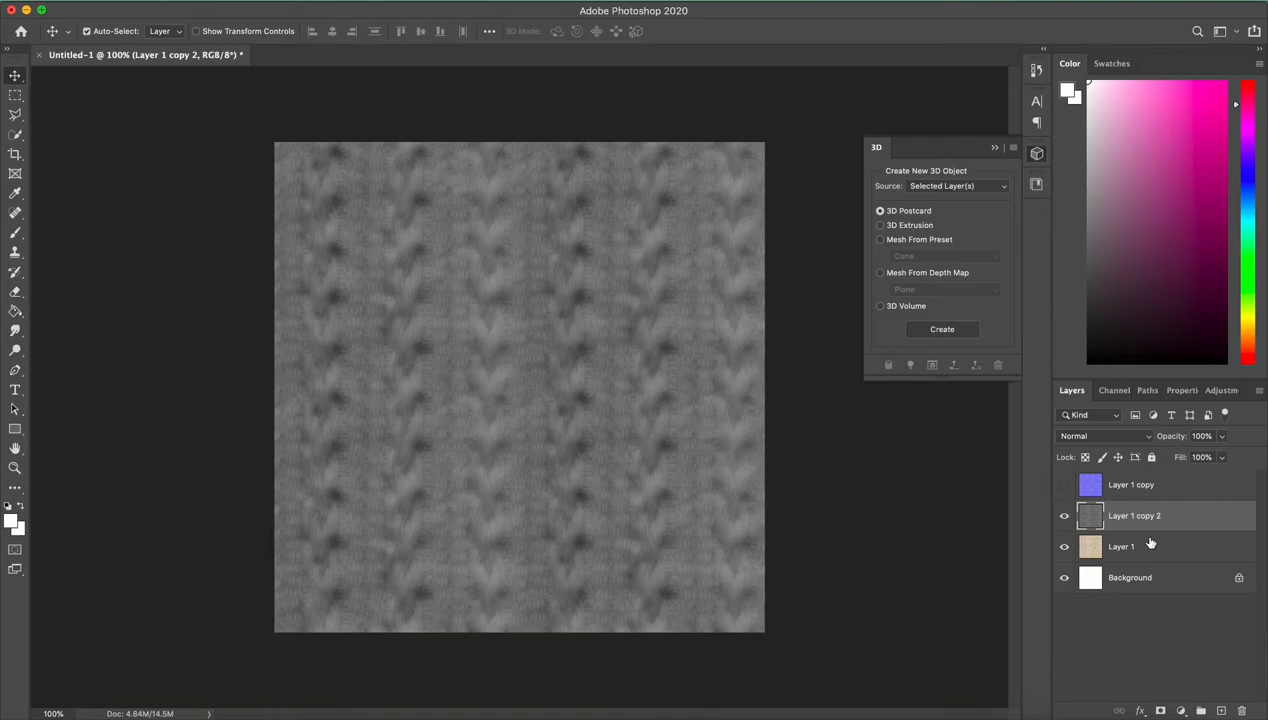 Adobe Photoshop 2020
Auto-Select: Layer Show Transform Controls 3D Mode:
Untitled-1 @ 100% (Layer 1 copy 2, RGB/8*) *
Color Swatches
3D
Create New 3D Object
Source: Selected Layer(s)
3D Postcard
3D Extrusion
Mesh From Preset
Cone
Mesh From Depth Map
Plane
3D Volume
Create
Layers Channel Paths Properti Adjustm
Kind
Normal Opacity: 100%
Lock: Fill: 100%
Layer 1 copy
Layer 1 copy 2
Layer 1
Background
100% Doc: 4.84M/14.5M